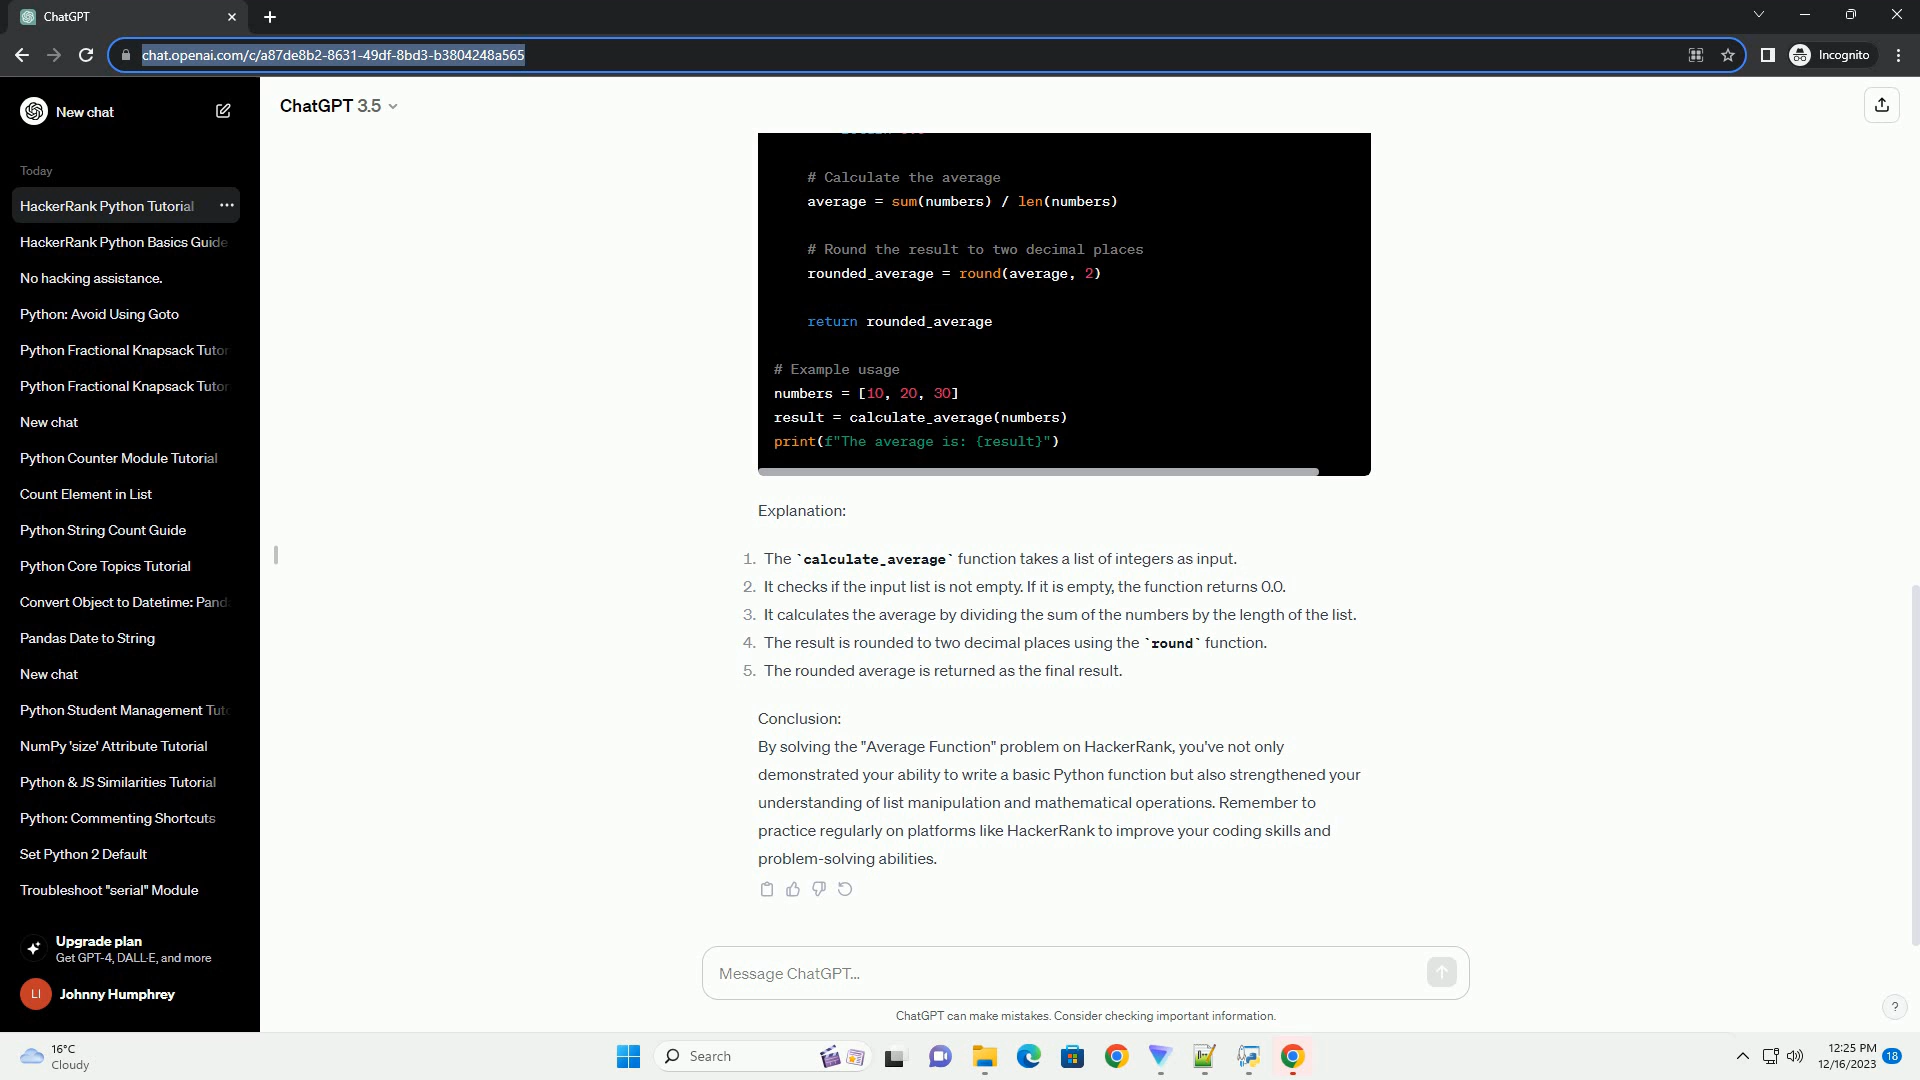 ChatGPT
chat.openai.com/c/a87de8b2-8631-49df-8bd3-b3804248a565
Incognito
New chat
ChatGPT 3.5
Today
HackerRank Python Tutorial
HackerRank Python Basics Guide
No hacking assistance.
Python: Avoid Using Goto
Python Fractional Knapsack Tutor
Python Fractional Knapsack Tutor
New chat
Python Counter Module Tutorial
Count Element in List
Python String Count Guide
Python Core Topics Tutorial
Convert Object to Datetime: Panda
Pandas Date to String
New chat
Python Student Management Tuto
NumPy 'size' Attribute Tutorial
Python & JS Similarities Tutorial
Python: Commenting Shortcuts
Set Python 2 Default
Troubleshoot "serial" Module
Upgrade plan
Get GPT-4, DALL·E, and more
LI
Johnny Humphrey
# Calculate the average
average = sum(numbers) / len(numbers)
# Round the result to two decimal places
rounded_average = round(average, 2)
return rounded_average
# Example usage
numbers = [10, 20, 30]
result = calculate_average(numbers)
print(f"The average is: {result}")
Explanation:
1. The `calculate_average` function takes a list of integers as input.
2. It checks if the input list is not empty. If it is empty, the function returns 0.0.
3. It calculates the average by dividing the sum of the numbers by the length of the list.
4. The result is rounded to two decimal places using the `round` function.
5. The rounded average is returned as the final result.
Conclusion:
By solving the "Average Function" problem on HackerRank, you've not only
demonstrated your ability to write a basic Python function but also strengthened your
understanding of list manipulation and mathematical operations. Remember to
practice regularly on platforms like HackerRank to improve your coding skills and
problem-solving abilities.
Message ChatGPT...
ChatGPT can make mistakes. Consider checking important information.
?
16°C
Cloudy
Search
12:25 PM
12/16/2023
18